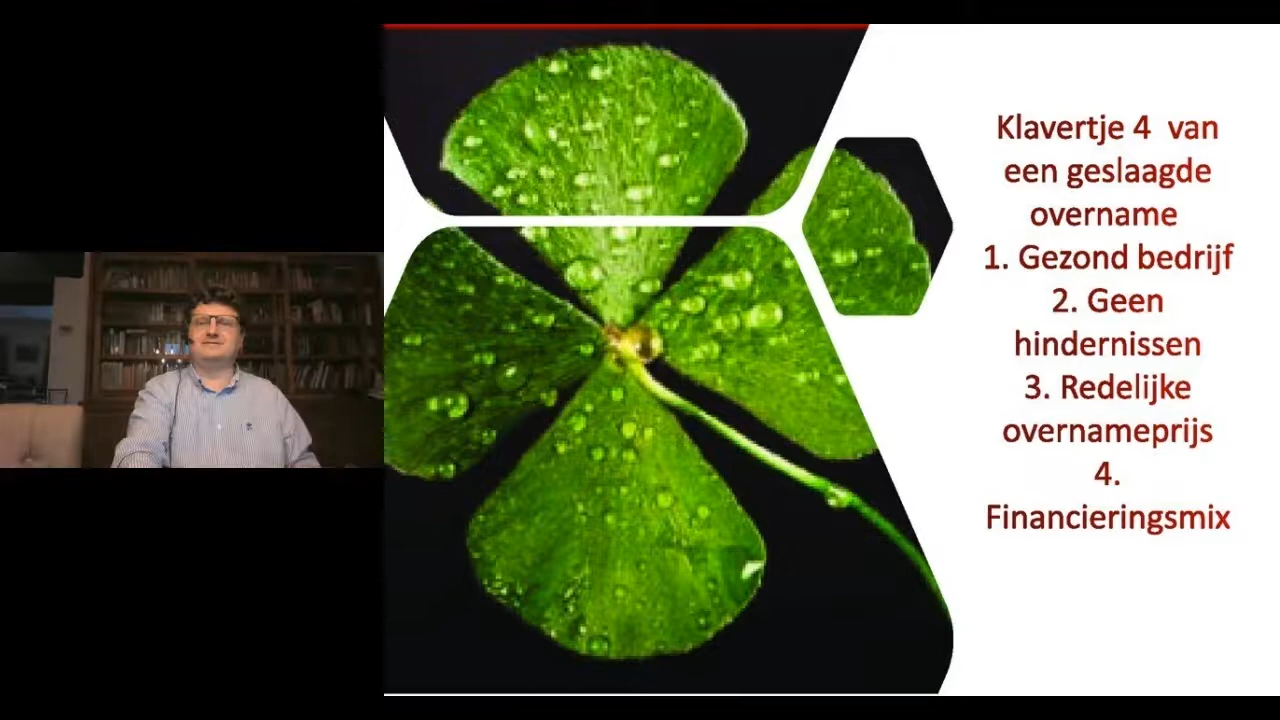 Klavertje 4 van
een geslaagde
overname
1. Gezond bedrijf
2. Geen
hindernissen
3. Redelijke
overnameprijs
4.
Financieringsmix